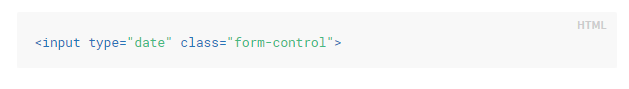 HTML
<input type="date" class="form-control">